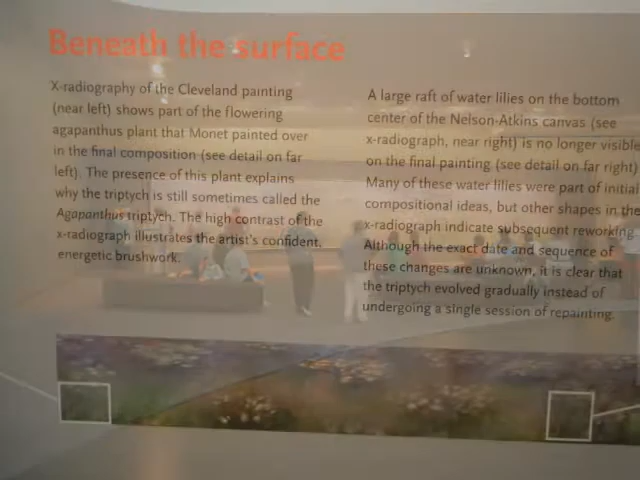 Beneath the surface
X-radiography of the Cleveland painting
(near left) shows part of the flowering
agapanthus plant that Monet painted over
in the final composition (see detail on far
left). The presence of this plant explains
why the triptych is still sometimes called the
Agapanthus triptych. The high contrast of the
x-radiograph illustrates the artist's confident,
energetic brushwork.
A large raft of water lilies on the bottom
center of the Nelson-Atkins canvas (see
x-radiograph, near right) is no longer visible
on the final painting (see detail on far right)
Many of these water lilies were part of initial
compositional ideas, but other shapes in the
x-radiograph indicate subsequent reworking.
Although the exact date and sequence of
these changes are unknown, it is clear that
the triptych evolved gradually instead of
undergoing a single session of repainting.